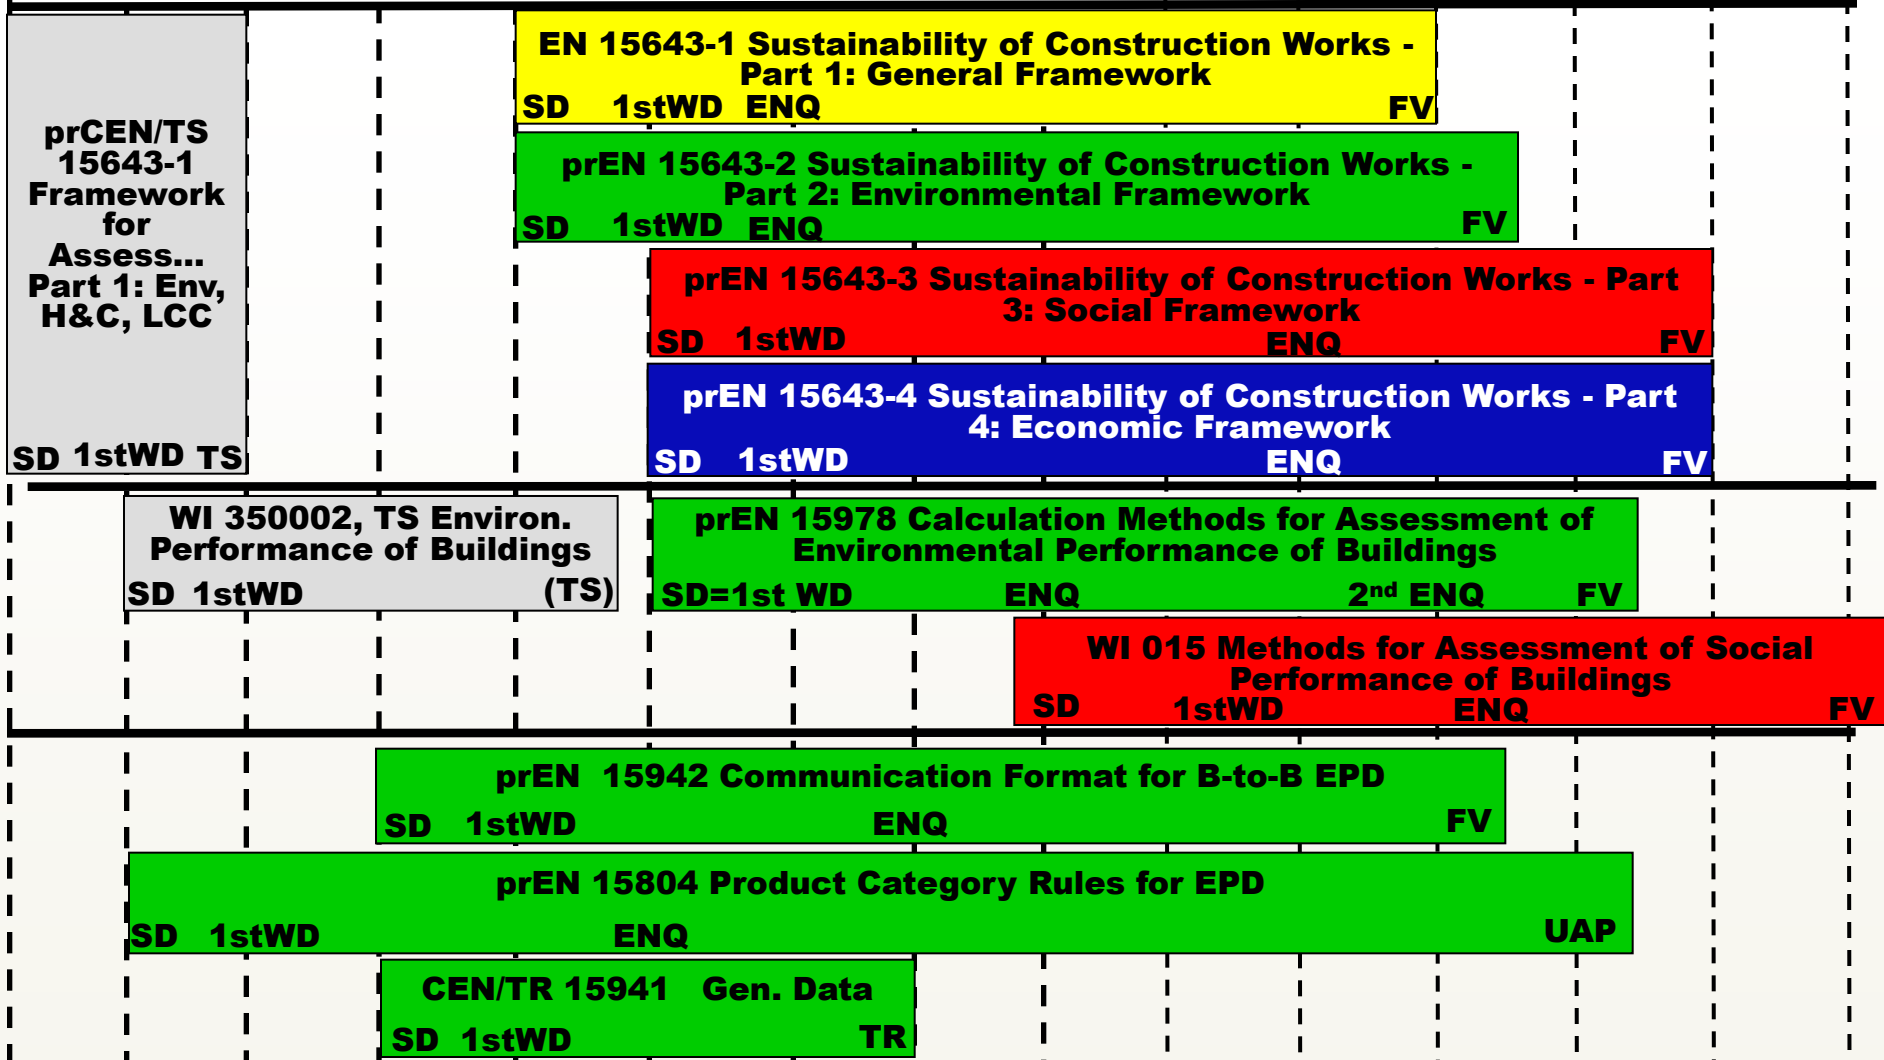 prCEN/TS
15643-1
Framework
for
Assess...
Part 1: Env,
H&C, LCC
SD 1stWD TS
EN 15643-1 Sustainability of Construction Works -
Part 1: General Framework
SD 1stWD ENQ FV
prEN 15643-2 Sustainability of Construction Works -
Part 2: Environmental Framework
SD 1stWD ENQ FV
prEN 15643-3 Sustainability of Construction Works - Part
3: Social Framework
SD 1stWD ENQ FV
prEN 15643-4 Sustainability of Construction Works - Part
4: Economic Framework
SD 1stWD ENQ FV
WI 350002, TS Environ.
Performance of Buildings
SD 1stWD (TS)
prEN 15978 Calculation Methods for Assessment of
Environmental Performance of Buildings
SD=1st WD ENQ 2nd ENQ FV
WI 015 Methods for Assessment of Social
Performance of Buildings
SD 1stWD ENQ FV
prEN 15942 Communication Format for B-to-B EPD
SD 1stWD ENQ FV
prEN 15804 Product Category Rules for EPD
SD 1stWD ENQ UAP
CEN/TR 15941 Gen. Data
SD 1stWD TR